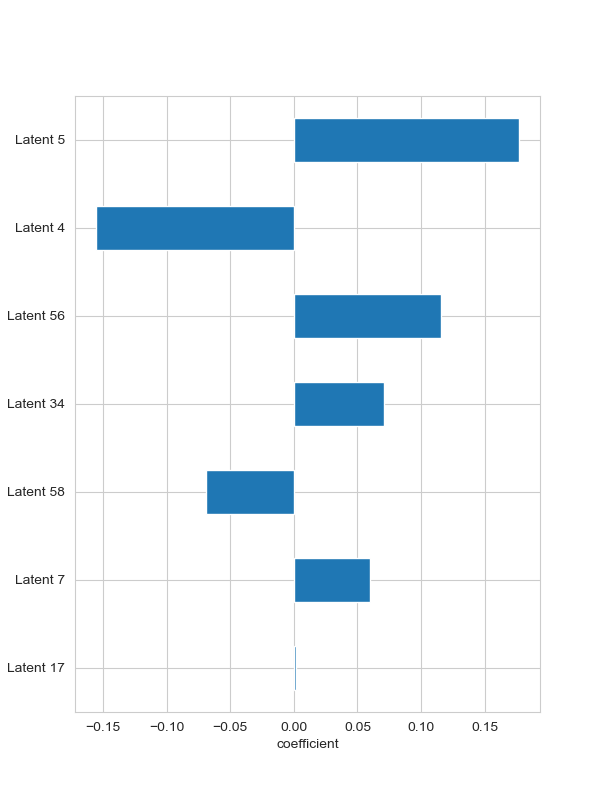 Latent 5
Latent 4
Latent 56
Latent 34
Latent 58
Latent 7
Latent 17
−0.15 −0.10 −0.05 0.00 0.05 0.10 0.15
coefficient